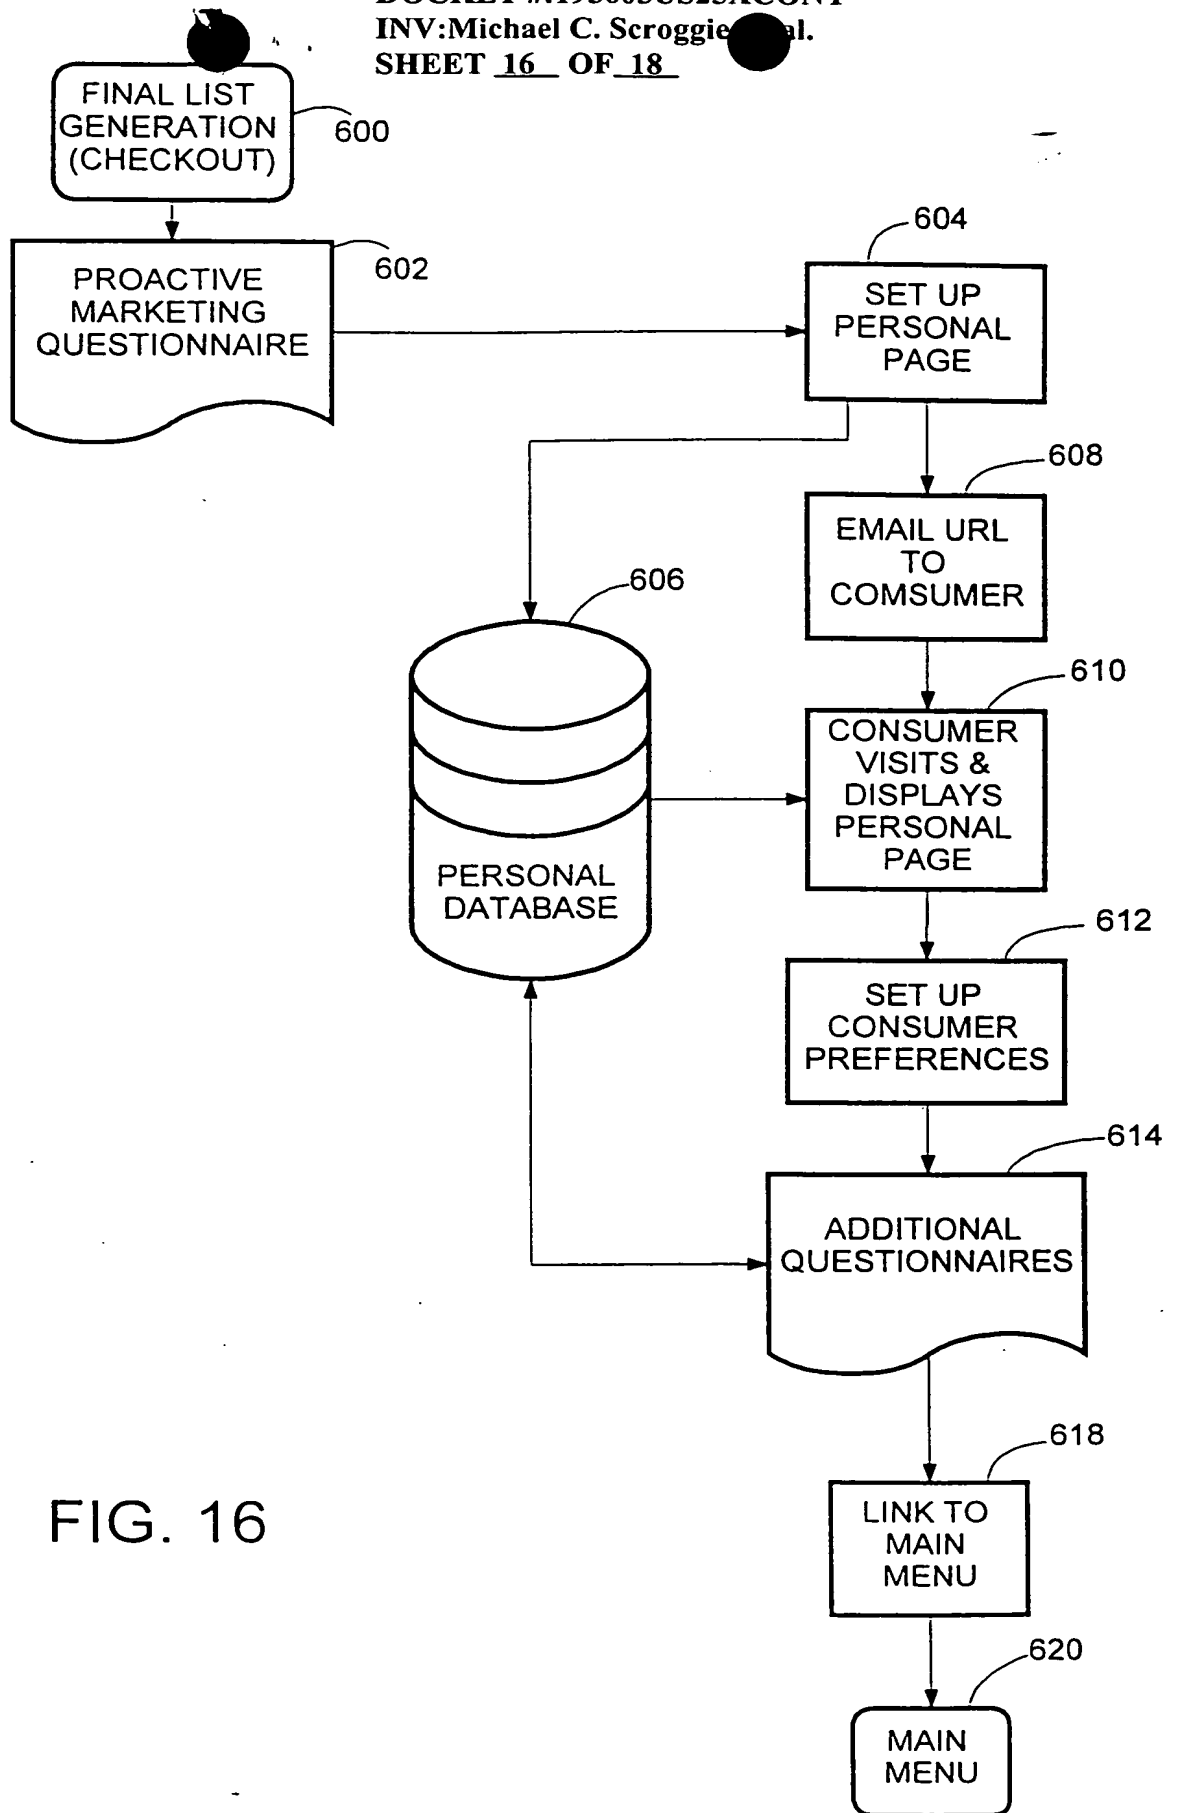 INV:Michael C. Scroggie al.
SHEET 16 OF 18
FINAL LIST
GENERATION
(CHECKOUT)
600
PROACTIVE
MARKETING
QUESTIONNAIRE
602
604
SET UP
PERSONAL
PAGE
608
EMAIL URL
TO
COMSUMER
606
PERSONAL
DATABASE
610
CONSUMER
VISITS &
DISPLAYS
PERSONAL
PAGE
612
SET UP
CONSUMER
PREFERENCES
614
ADDITIONAL
QUESTIONNAIRES
618
LINK TO
MAIN
MENU
FIG. 16
620
MAIN
MENU